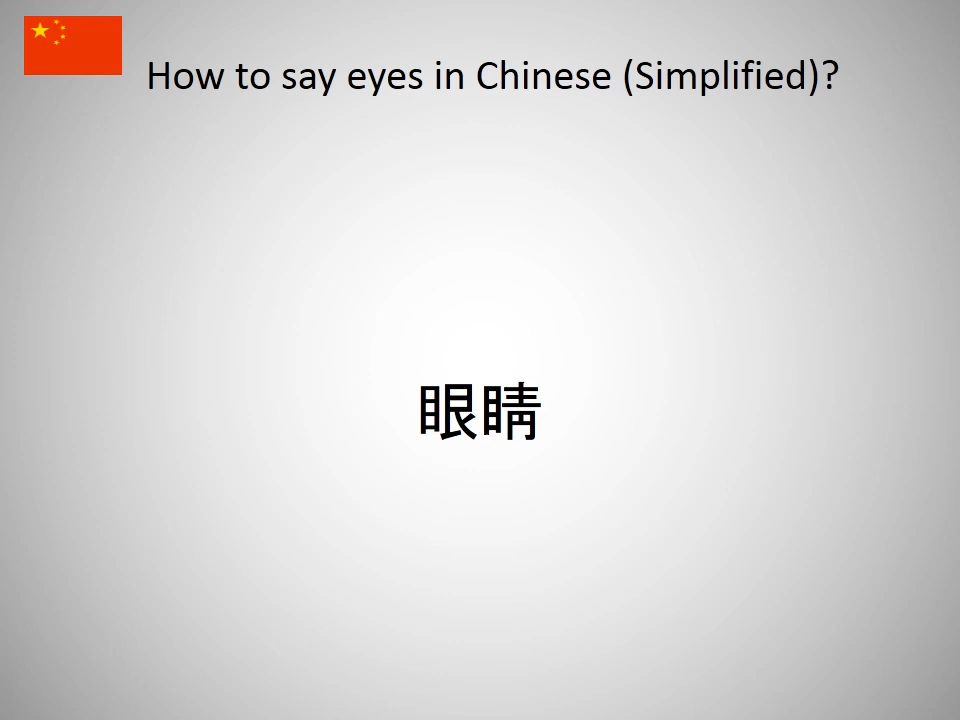 How to say eyes in Chinese (Simplified)?
眼睛